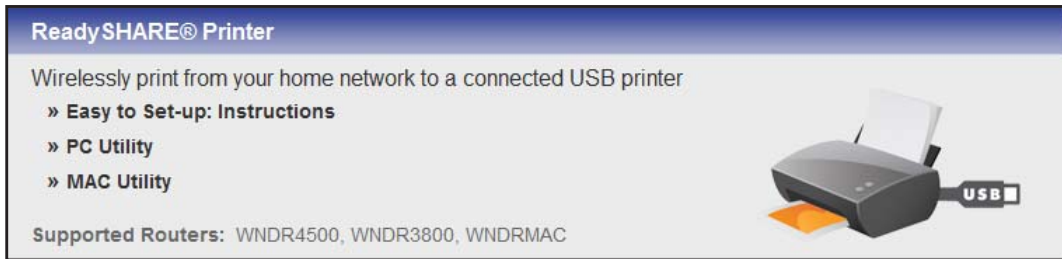 ReadySHARE® Printer
Wirelessly print from your home network to a connected USB printer
» Easy to Set-up: Instructions
» PC Utility
» MAC Utility
USB
Supported Routers: WNDR4500, WNDR3800, WNDRMAC